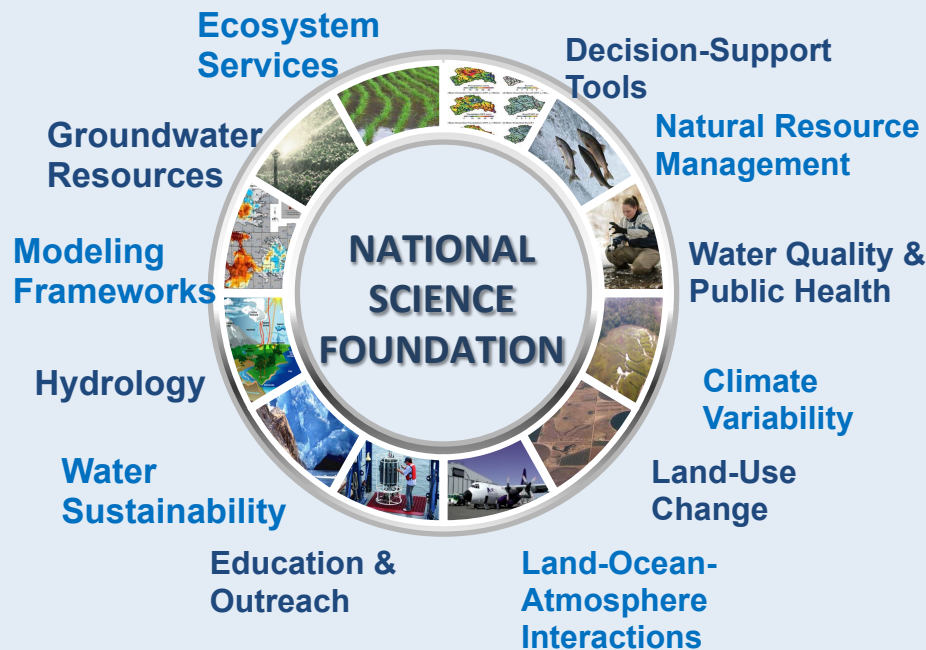 Ecosystem
Services
Decision-Support
Tools
Groundwater
Resources
Natural Resource
Management
Modeling
Frameworks
NATIONAL
SCIENCE
FOUNDATION
Water Quality &
Public Health
Hydrology
Climate
Variability
Water
Sustainability
Land-Use
Change
Education &
Outreach
Land-Ocean-
Atmosphere
Interactions